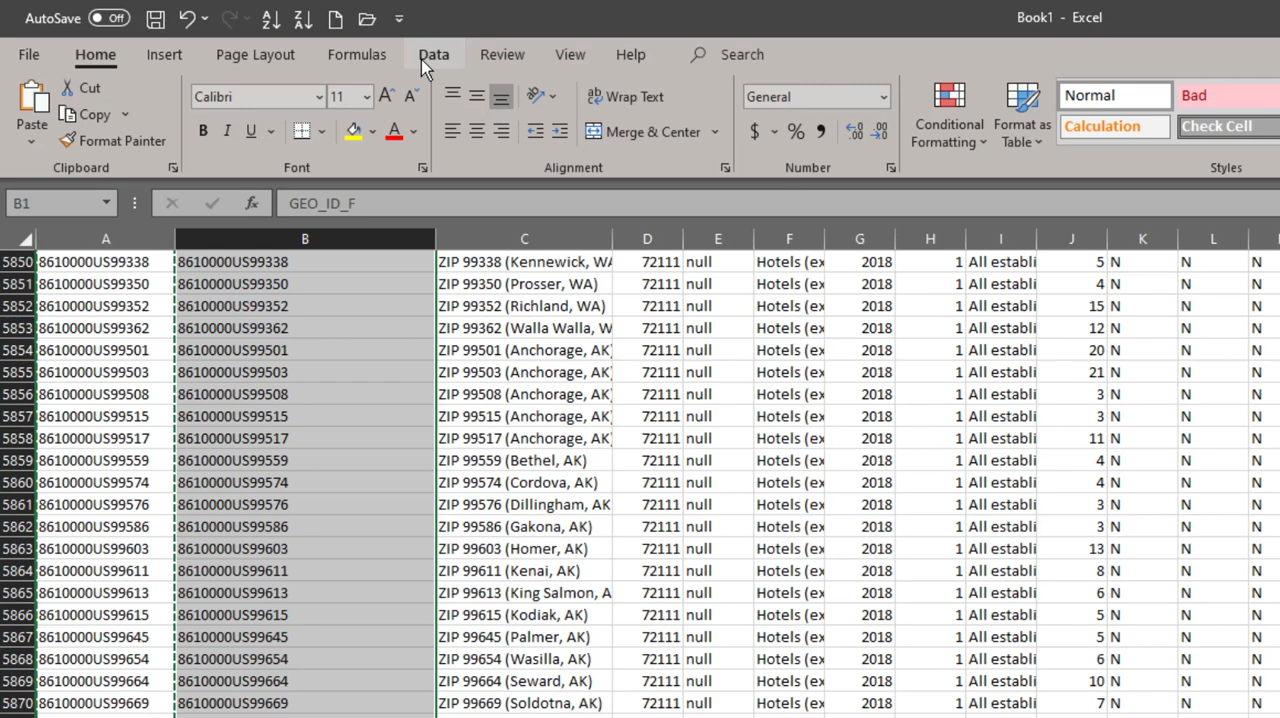 AutoSave Off Book1 - Excel
File Home Insert Page Layout Formulas Data Review View Help Search
Paste Cut Copy Format Painter
Calibri 11 A A B I U A
Wrap Text Merge & Center
General $ % ,
Conditional Formatting Format as Table
Normal Bad
Calculation Check Cell
Clipboard Font Alignment Number Styles
B1 fx GEO_ID_F
A B C D E F G H I J K L
5850 8610000US99338 8610000US99338 ZIP 99338 (Kennewick, WA 72111 null Hotels (ex 2018 1 All establi 5 N N N
5851 8610000US99350 8610000US99350 ZIP 99350 (Prosser, WA) 72111 null Hotels (ex 2018 1 All establi 4 N N N
5852 8610000US99352 8610000US99352 ZIP 99352 (Richland, WA) 72111 null Hotels (ex 2018 1 All establi 15 N N N
5853 8610000US99362 8610000US99362 ZIP 99362 (Walla Walla, W 72111 null Hotels (ex 2018 1 All establi 12 N N N
5854 8610000US99501 8610000US99501 ZIP 99501 (Anchorage, AK) 72111 null Hotels (ex 2018 1 All establi 20 N N N
5855 8610000US99503 8610000US99503 ZIP 99503 (Anchorage, AK) 72111 null Hotels (ex 2018 1 All establi 21 N N N
5856 8610000US99508 8610000US99508 ZIP 99508 (Anchorage, AK) 72111 null Hotels (ex 2018 1 All establi 3 N N N
5857 8610000US99515 8610000US99515 ZIP 99515 (Anchorage, AK) 72111 null Hotels (ex 2018 1 All establi 3 N N N
5858 8610000US99517 8610000US99517 ZIP 99517 (Anchorage, AK) 72111 null Hotels (ex 2018 1 All establi 11 N N N
5859 8610000US99559 8610000US99559 ZIP 99559 (Bethel, AK) 72111 null Hotels (ex 2018 1 All establi 4 N N N
5860 8610000US99574 8610000US99574 ZIP 99574 (Cordova, AK) 72111 null Hotels (ex 2018 1 All establi 4 N N N
5861 8610000US99576 8610000US99576 ZIP 99576 (Dillingham, AK) 72111 null Hotels (ex 2018 1 All establi 3 N N N
5862 8610000US99586 8610000US99586 ZIP 99586 (Gakona, AK) 72111 null Hotels (ex 2018 1 All establi 3 N N N
5863 8610000US99603 8610000US99603 ZIP 99603 (Homer, AK) 72111 null Hotels (ex 2018 1 All establi 13 N N N
5864 8610000US99611 8610000US99611 ZIP 99611 (Kenai, AK) 72111 null Hotels (ex 2018 1 All establi 8 N N N
5865 8610000US99613 8610000US99613 ZIP 99613 (King Salmon, A 72111 null Hotels (ex 2018 1 All establi 6 N N N
5866 8610000US99615 8610000US99615 ZIP 99615 (Kodiak, AK) 72111 null Hotels (ex 2018 1 All establi 5 N N N
5867 8610000US99645 8610000US99645 ZIP 99645 (Palmer, AK) 72111 null Hotels (ex 2018 1 All establi 5 N N N
5868 8610000US99654 8610000US99654 ZIP 99654 (Wasilla, AK) 72111 null Hotels (ex 2018 1 All establi 6 N N N
5869 8610000US99664 8610000US99664 ZIP 99664 (Seward, AK) 72111 null Hotels (ex 2018 1 All establi 10 N N N
5870 8610000US99669 8610000US99669 ZIP 99669 (Soldotna, AK) 72111 null Hotels (ex 2018 1 All establi 7 N N N